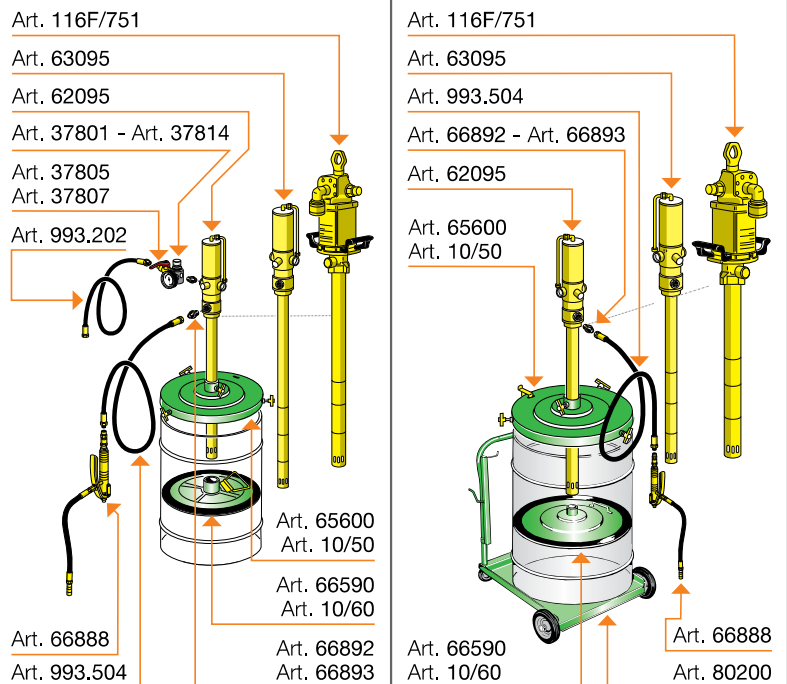 Art. 116F/751
Art. 63095
Art. 62095
Art. 37801 - Art. 37814
Art. 37805
Art. 37807
Art. 993.202
Art. 65600
Art. 10/50
Art. 66590
Art. 10/60
Art. 66888
Art. 993.504
Art. 66892
Art. 66893
Art. 116F/751
Art. 63095
Art. 993.504
Art. 66892 - Art. 66893
Art. 62095
Art. 65600
Art. 10/50
Art. 66590
Art. 10/60
Art. 66888
Art. 80200